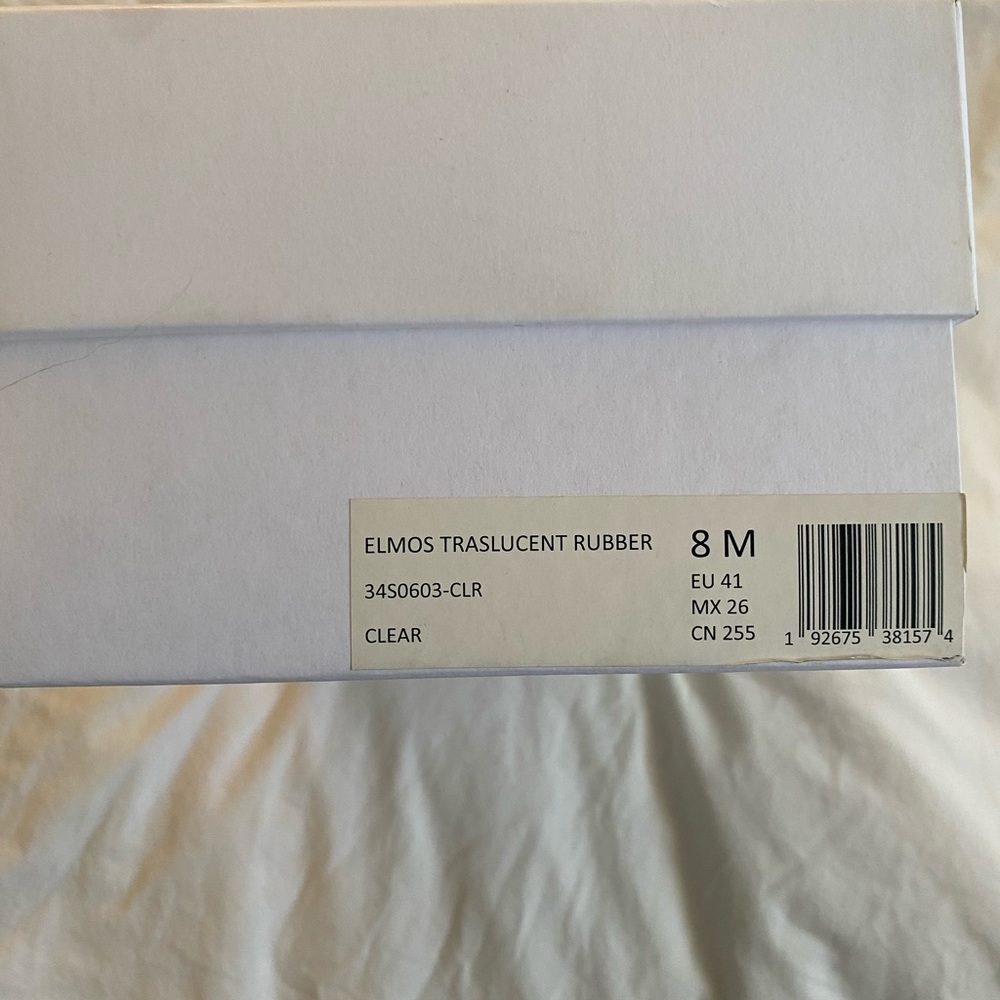 ELMOS TRASLUCENT RUBBER
34S0603-CLR
CLEAR
8 M
EU 41
MX 26
CN 255
1 92675 38157 4